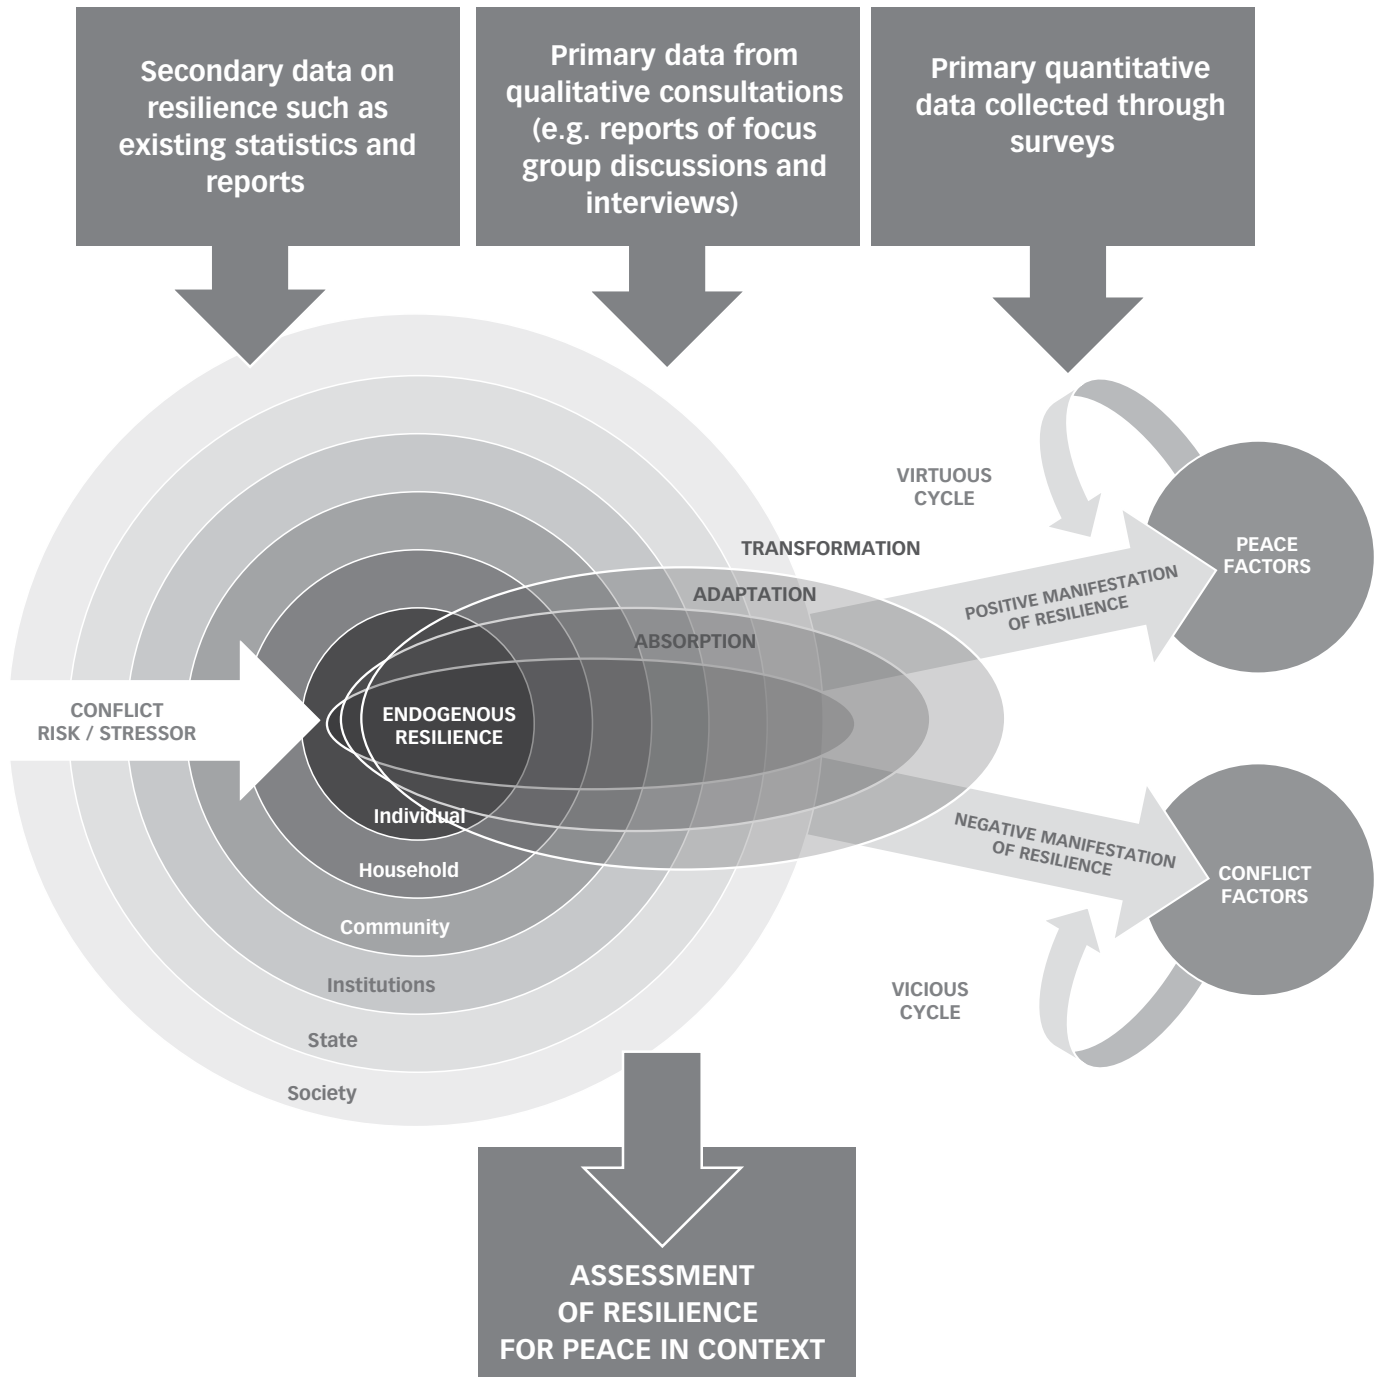 Secondary data on
resilience such as
existing statistics and
reports
Primary data from
qualitative consultations
(e.g. reports of focus
group discussions and
interviews)
Primary quantitative
data collected through
surveys
VIRTUOUS
CYCLE
TRANSFORMATION
ADAPTATION
ABSORPTION
POSITIVE MANIFESTATION
OF RESILIENCE
PEACE
FACTORS
CONFLICT
RISK / STRESSOR
ENDOGENOUS
RESILIENCE
Individual
Household
Community
Institutions
State
Society
NEGATIVE MANIFESTATION
OF RESILIENCE
CONFLICT
FACTORS
VICIOUS
CYCLE
ASSESSMENT
OF RESILIENCE
FOR PEACE IN CONTEXT